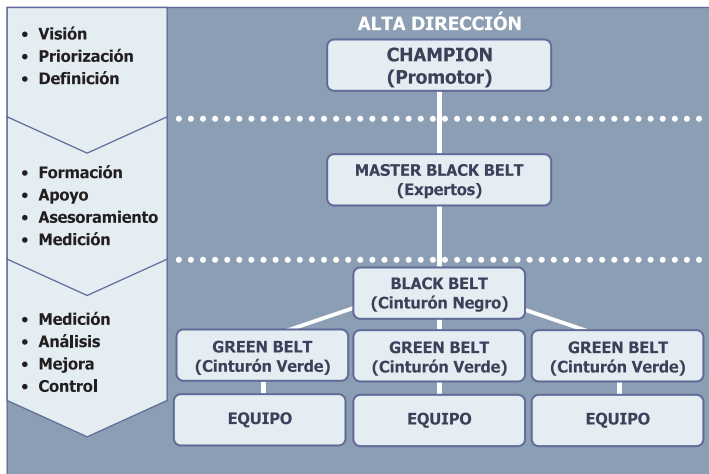 ALTA DIRECCIÓN
• Visión
• Priorización
• Definición
CHAMPION
(Promotor)
• Formación
• Apoyo
• Asesoramiento
• Medición
MASTER BLACK BELT
(Expertos)
• Medición
• Análisis
• Mejora
• Control
BLACK BELT
(Cinturón Negro)
GREEN BELT
(Cinturón Verde)
GREEN BELT
(Cinturón Verde)
GREEN BELT
(Cinturón Verde)
EQUIPO
EQUIPO
EQUIPO